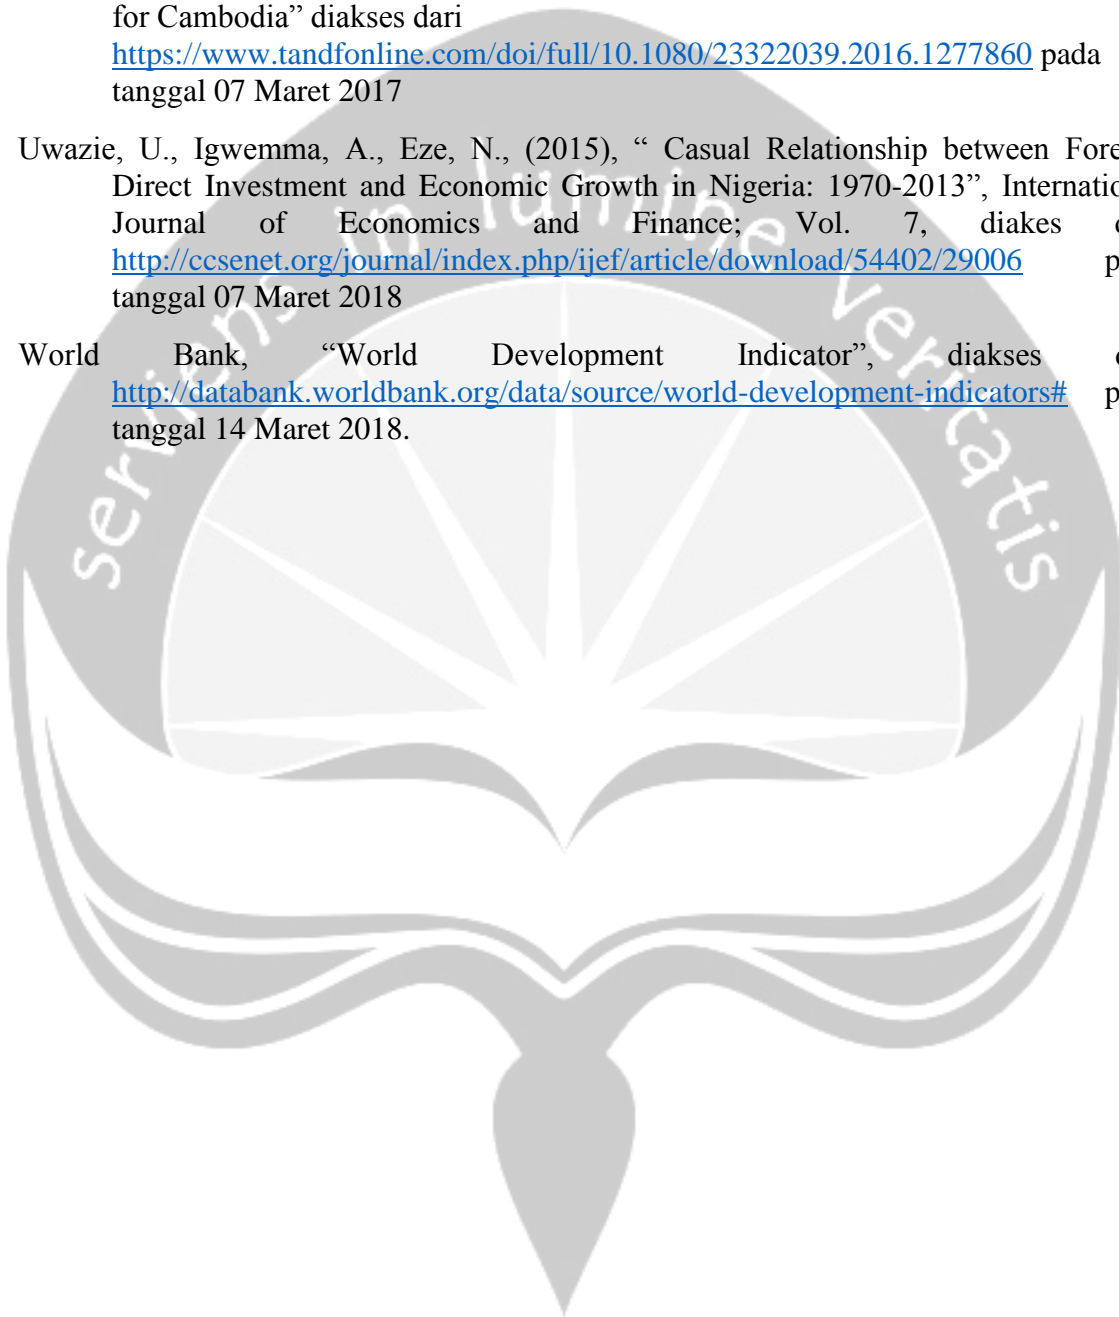 for Cambodia” diakses dari
https://www.tandfonline.com/doi/full/10.1080/23322039.2016.1277860 pada
tanggal 07 Maret 2017
Uwazie, U., Igwemma, A., Eze, N., (2015), “ Casual Relationship between Fore
Direct Investment and Economic Growth in Nigeria: 1970-2013”, Internatio
Journal of Economics and Finance; Vol. 7, diakes
http://ccsenet.org/journal/index.php/ijef/article/download/54402/29006 p
tanggal 07 Maret 2018
World Bank, “World Development Indicator”, diakses
http://databank.worldbank.org/data/source/world-development-indicators# p
tanggal 14 Maret 2018.
serviens in lumine veritatis